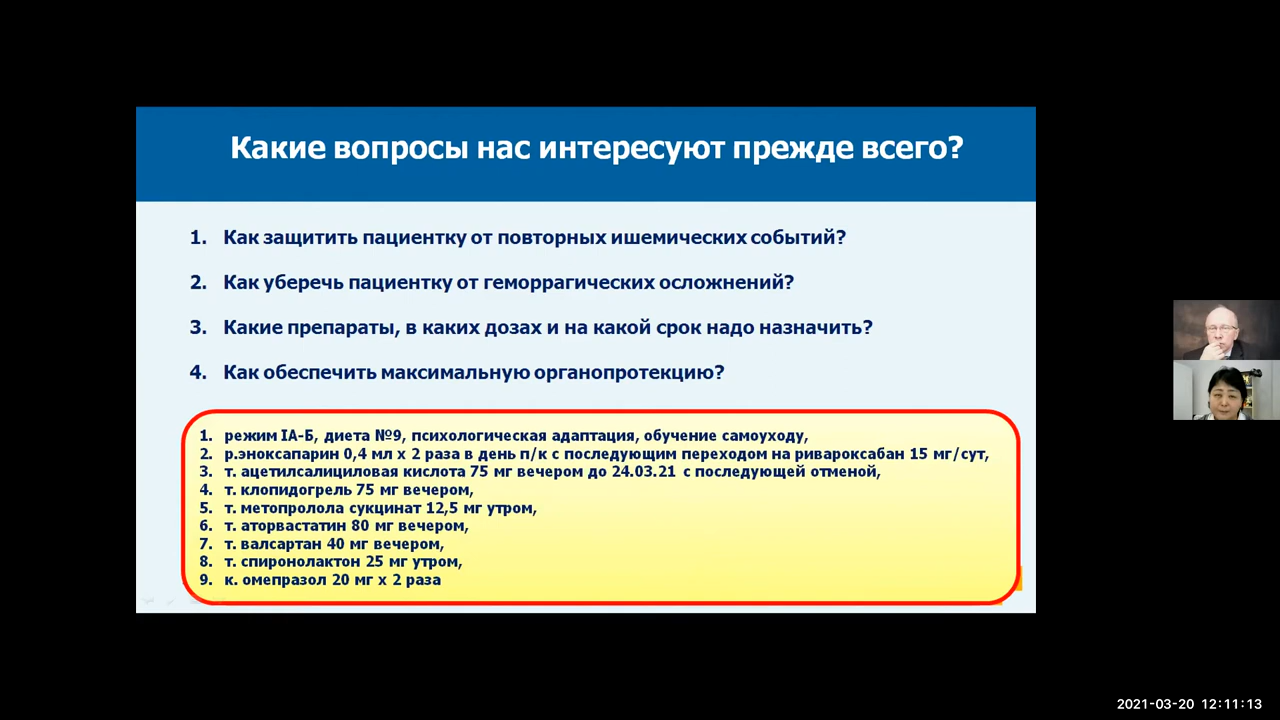 Какие вопросы нас интересуют прежде всего?
1. Как защитить пациентку от повторных ишемических событий?
2. Как уберечь пациентку от геморрагических осложнений?
3. Какие препараты, в каких дозах и на какой срок надо назначить?
4. Как обеспечить максимальную органопротекцию?
1. режим IА-Б, диета №9, психологическая адаптация, обучение самоуходу,
2. р.эноксапарин 0,4 мл х 2 раза в день п/к с последующим переходом на ривароксабан 15 мг/сут,
3. т. ацетилсалициловая кислота 75 мг вечером до 24.03.21 с последующей отменой,
4. т. клопидогрель 75 мг вечером,
5. т. метопролола сукцинат 12,5 мг утром,
6. т. аторвастатин 80 мг вечером,
7. т. валсартан 40 мг вечером,
8. т. спиронолактон 25 мг утром,
9. к. омепразол 20 мг х 2 раза
2021-03-20 12:11:13